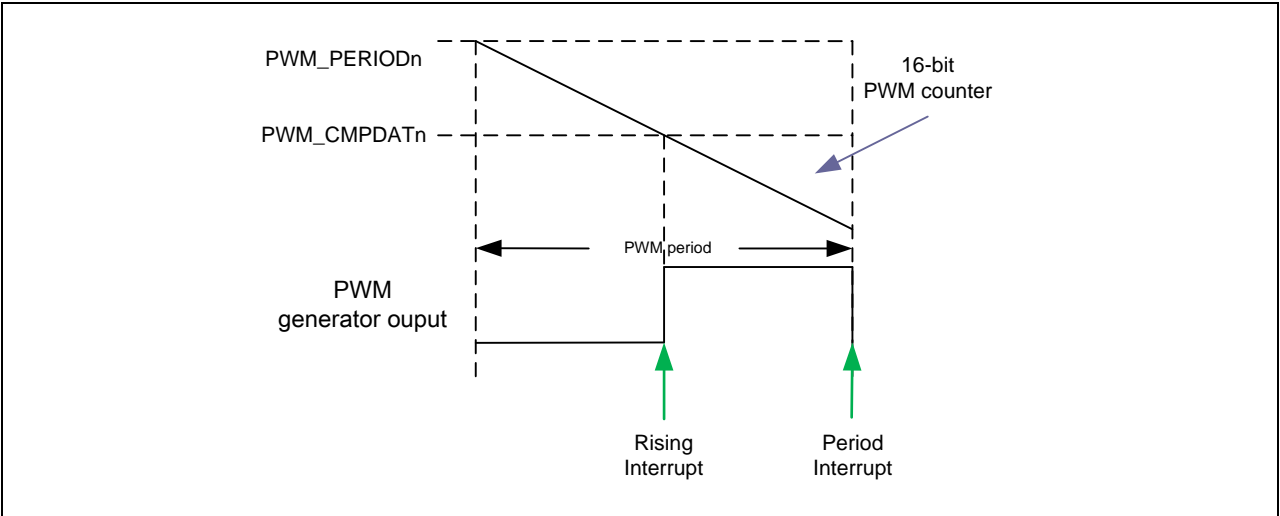 PWM_PERIODn
16-bit
PWM counter
PWM_CMPDATn
PWM period
PWM
generator ouput
Rising
Interrupt
Period
Interrupt